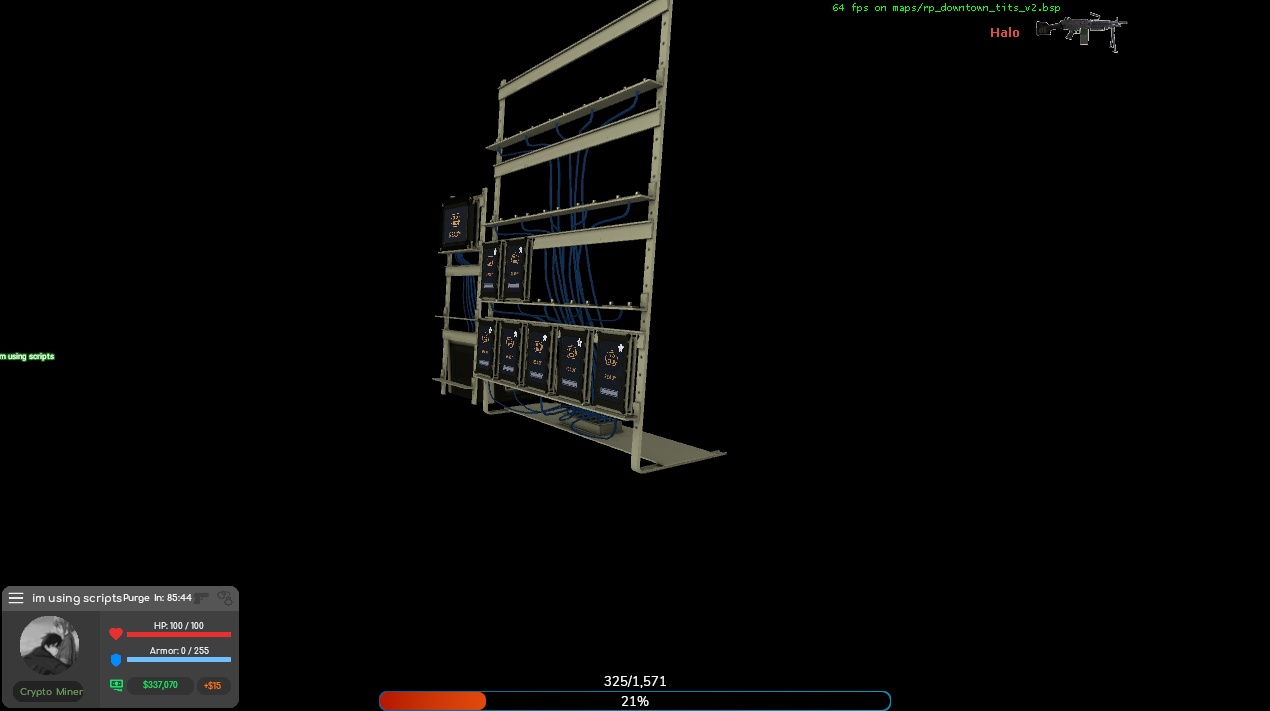 64 fps on maps/rp_downtown_tits_v2.bsp
Halo
m using scripts
im using scripts Purge In: 85:44
HP: 100 / 100
Armor: 0 / 255
$337,070 +$15
Crypto Miner
325/1,571
21%